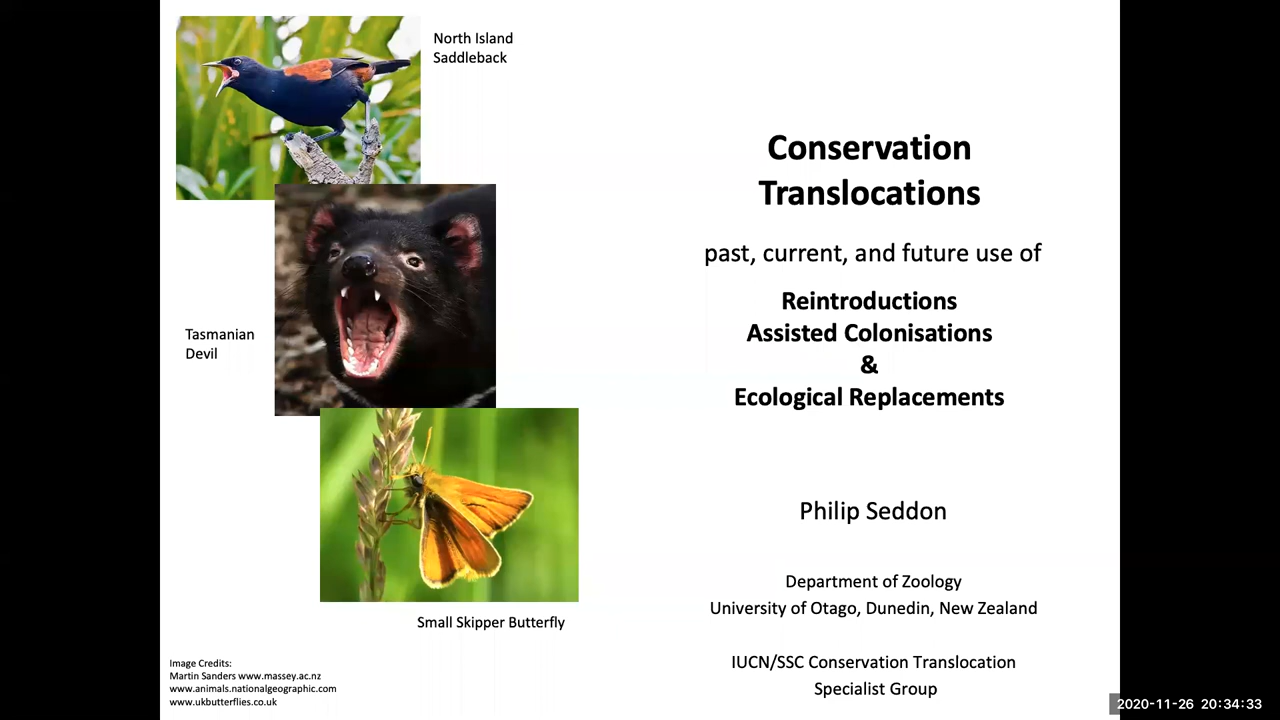 North Island
Saddleback
Conservation
Translocations
past, current, and future use of
Reintroductions
Assisted Colonisations
&
Ecological Replacements
Tasmanian
Devil
Philip Seddon
Department of Zoology
University of Otago, Dunedin, New Zealand
Small Skipper Butterfly
IUCN/SSC Conservation Translocation
Specialist Group
Image Credits:
Martin Sanders www.massey.ac.nz
www.animals.nationalgeographic.com
www.ukbutterflies.co.uk
2020-11-26 20:34:33